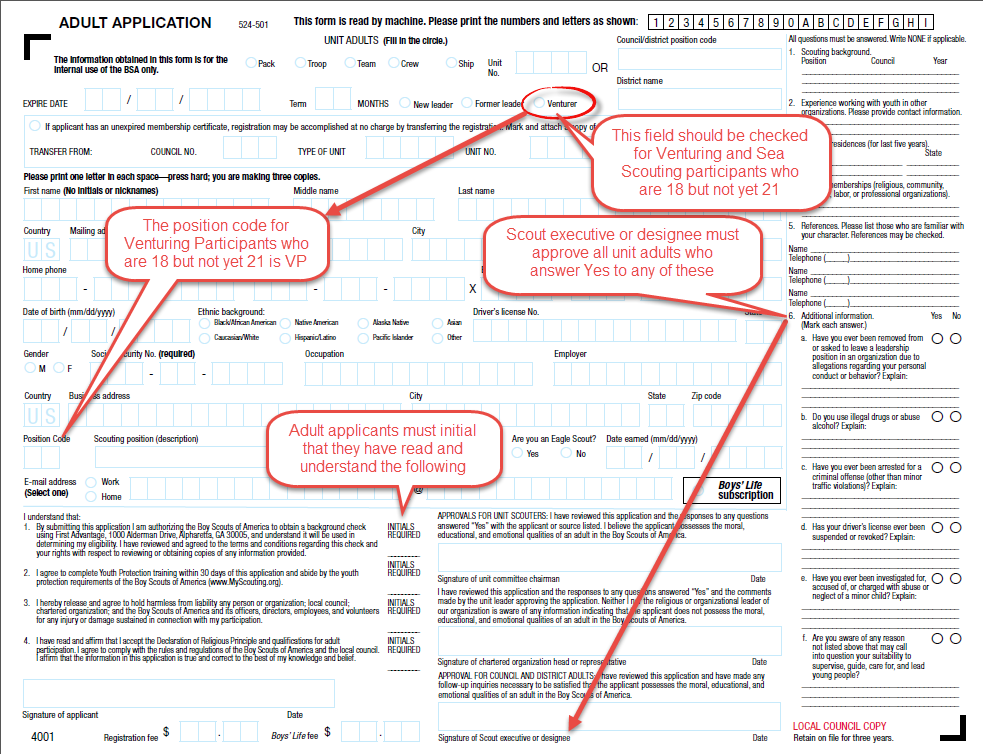 ADULT APPLICATION 524-501 This form is read by machine. Please print the numbers and letters as shown: 1 2 3 4 5 6 7 8 9 0 A B C D E F G H I
UNIT ADULTS (Fill in the circle.)
The information obtained in this form is for the
internal use of the BSA only.
Pack Troop Team Crew Ship Unit
No.
OR
Council/district position code
District name
EXPIRE DATE / / Term MONTHS New leader Former leader Venturer
If applicant has an unexpired membership certificate, registration may be accomplished at no charge by transferring the registration. Mark and attach a copy of
TRANSFER FROM: COUNCIL NO. TYPE OF UNIT UNIT NO.
This field should be checked
for Venturing and Sea
Scouting participants who
are 18 but not yet 21
Please print one letter in each space—press hard; you are making three copies.
First name (No initials or nicknames) Middle name Last name
The position code for
Venturing Participants who
are 18 but not yet 21 is VP
Scout executive or designee must
approve all unit adults who
answer Yes to any of these
Country Mailing ad City
US
Home phone
- - - X
Date of birth (mm/dd/yyyy) Ethnic background: Driver's license No. State
/ / Black/African American Native American Alaska Native Asian
Caucasian/White Hispanic/Latino Pacific Islander Other
Gender Social Security No. (required) Occupation Employer
M F - -
Country Business address City State Zip code
US
Position Code Scouting position (description) Are you an Eagle Scout? Date earned (mm/dd/yyyy)
Yes No / /
Adult applicants must initial
that they have read and
understand the following
E-mail address
(Select one)
Work
Home
@
Boys' Life
subscription
I understand that:
1. By submitting this application I am authorizing the Boy Scouts of America to obtain a background check
using First Advantage, 1000 Alderman Drive, Alpharetta, GA 30005, and understand it will be used in
determining my eligibility. I have reviewed and agreed to the terms and conditions regarding this check and
your rights with respect to reviewing or obtaining copies of any information provided.
INITIALS
REQUIRED
2. I agree to complete Youth Protection training within 30 days of this application and abide by the youth
protection requirements of the Boy Scouts of America (www.MyScouting.org).
INITIALS
REQUIRED
3. I hereby release and agree to hold harmless from liability any person or organization; local council;
chartered organization; and the Boy Scouts of America and its officers, directors, employees, and volunteers
for any injury or damage sustained in connection with my participation.
INITIALS
REQUIRED
4. I have read and affirm that I accept the Declaration of Religious Principle and qualifications for adult
participation. I agree to comply with the rules and regulations of the Boy Scouts of America and the local council.
I affirm that the information in this application is true and correct to the best of my knowledge and belief.
INITIALS
REQUIRED
Signature of applicant Date
4001 Registration fee $ . Boys' Life fee $ .
APPROVALS FOR UNIT SCOUTERS: I have reviewed this application and the responses to any questions
answered "Yes" with the applicant or source listed. I believe the applicant possesses the moral,
educational, and emotional qualities of an adult in the Boy Scouts of America.
Signature of unit committee chairman Date
I have reviewed this application and the responses to any questions answered "Yes" and the comments
made by the unit leader approving the application. Neither I nor the religious or organizational leader of
our organization is aware of any information indicating that the applicant does not possess the moral,
educational, and emotional qualities of an adult in the Boy Scouts of America.
Signature of chartered organization head or representative Date
APPROVAL FOR COUNCIL AND DISTRICT ADULTS: I have reviewed this application and have made any
follow-up inquiries necessary to be satisfied that the applicant possesses the moral, educational, and
emotional qualities of an adult in the Boy Scouts of America.
Signature of Scout executive or designee Date
All questions must be answered. Write NONE if applicable.
1. Scouting background.
Position Council Year
2. Experience working with youth in other
organizations. Please provide contact information.
residences (for last five years).
State
memberships (religious, community,
labor, or professional organizations).
5. References. Please list those who are familiar with
your character. References may be checked.
Name
Telephone ( )
Name
Telephone ( )
Name
Telephone ( )
6. Additional information. Yes No
(Mark each answer.)
a. Have you ever been removed from
or asked to leave a leadership
position in an organization due to
allegations regarding your personal
conduct or behavior? Explain:
b. Do you use illegal drugs or abuse
alcohol? Explain:
c. Have you ever been arrested for a
criminal offense (other than minor
traffic violations)? Explain:
d. Has your driver's license ever been
suspended or revoked? Explain:
e. Have you ever been investigated for,
accused of, or charged with abuse or
neglect of a minor child? Explain:
f. Are you aware of any reason
not listed above that may call
into question your suitability to
supervise, guide, care for, and lead
young people?
LOCAL COUNCIL COPY
Retain on file for three years.